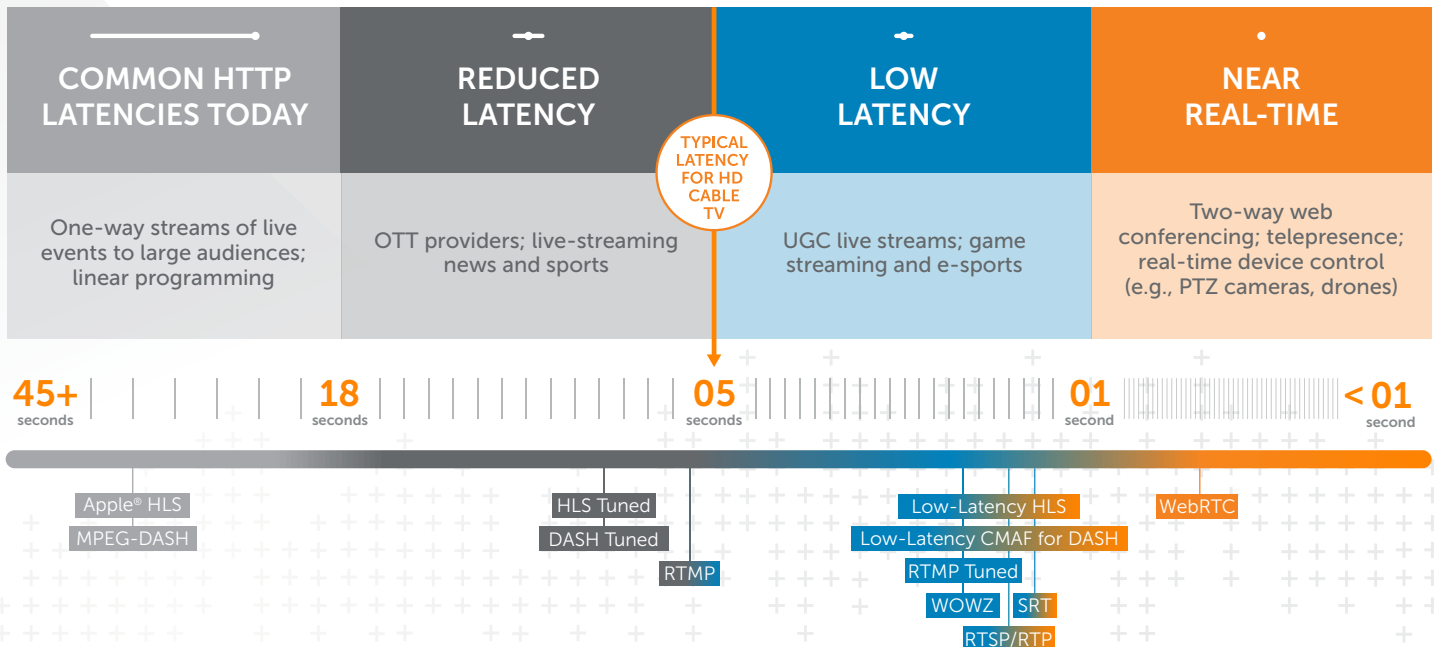 COMMON HTTP
LATENCIES TODAY
REDUCED
LATENCY
LOW
LATENCY
NEAR
REAL-TIME
TYPICAL
LATENCY
FOR HD
CABLE
TV
One-way streams of live
events to large audiences;
linear programming
OTT providers; live-streaming
news and sports
UGC live streams; game
streaming and e-sports
Two-way web
conferencing; telepresence;
real-time device control
(e.g., PTZ cameras, drones)
45+
seconds
18
seconds
05
seconds
01
second
< 01
second
Apple® HLS
MPEG-DASH
HLS Tuned
DASH Tuned
RTMP
Low-Latency HLS
Low-Latency CMAF for DASH
RTMP Tuned
WOWZ
SRT
RTSP/RTP
WebRTC